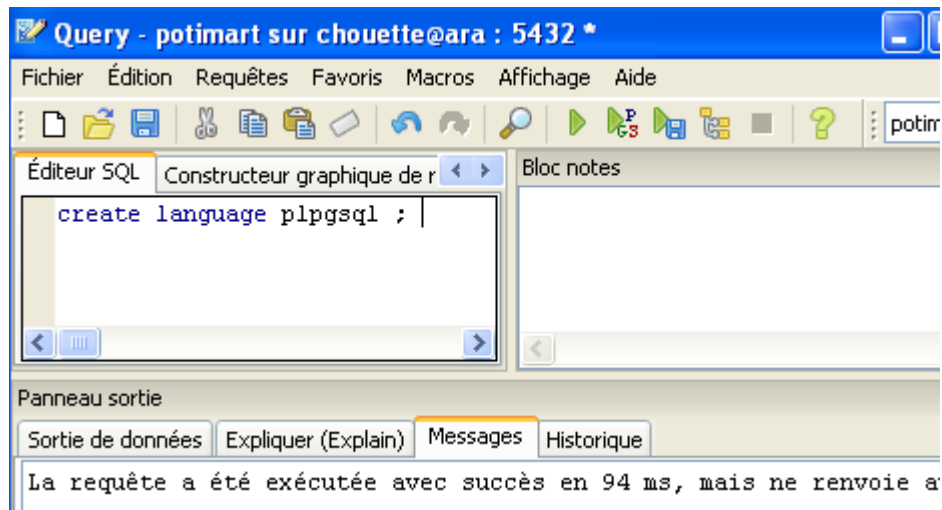 Query - potimart sur chouette@ara : 5432 *
Fichier Édition Requêtes Favoris Macros Affichage Aide
Éditeur SQL Constructeur graphique de r
Bloc notes
create language plpgsql ;
Panneau sortie
Sortie de données Expliquer (Explain) Messages Historique
La requête a été exécutée avec succès en 94 ms, mais ne renvoie